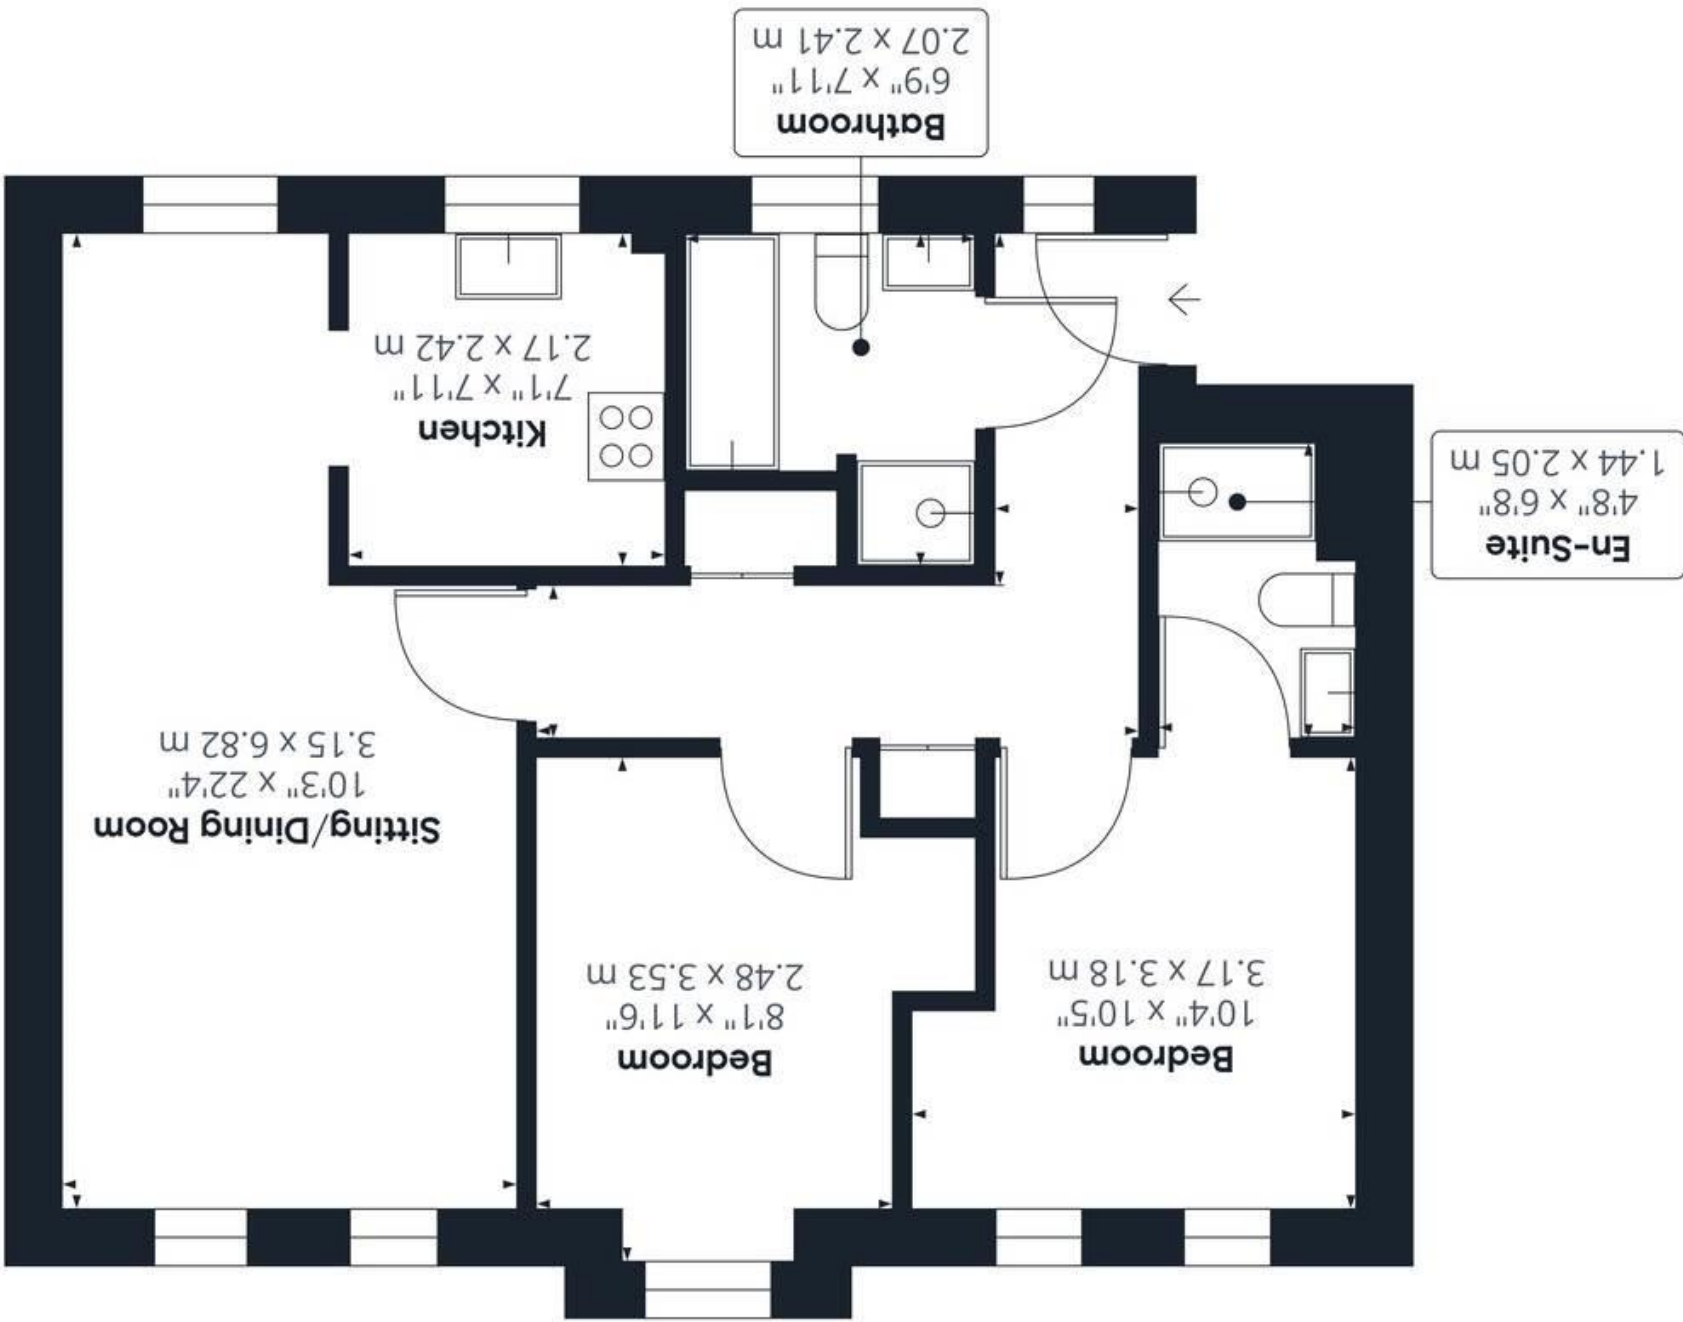 Bedroom
10'4" x 10'5"
3.17 x 3.18 m
Bedroom
8'1" x 11'6"
2.48 x 3.53 m
Sitting/Dining Room
10'3" x 22'4"
3.15 x 6.82 m
En-Suite
4'8" x 6'8"
1.44 x 2.05 m
Kitchen
7'1" x 7'11"
2.17 x 2.42 m
Bathroom
6'9" x 7'11"
2.07 x 2.41 m